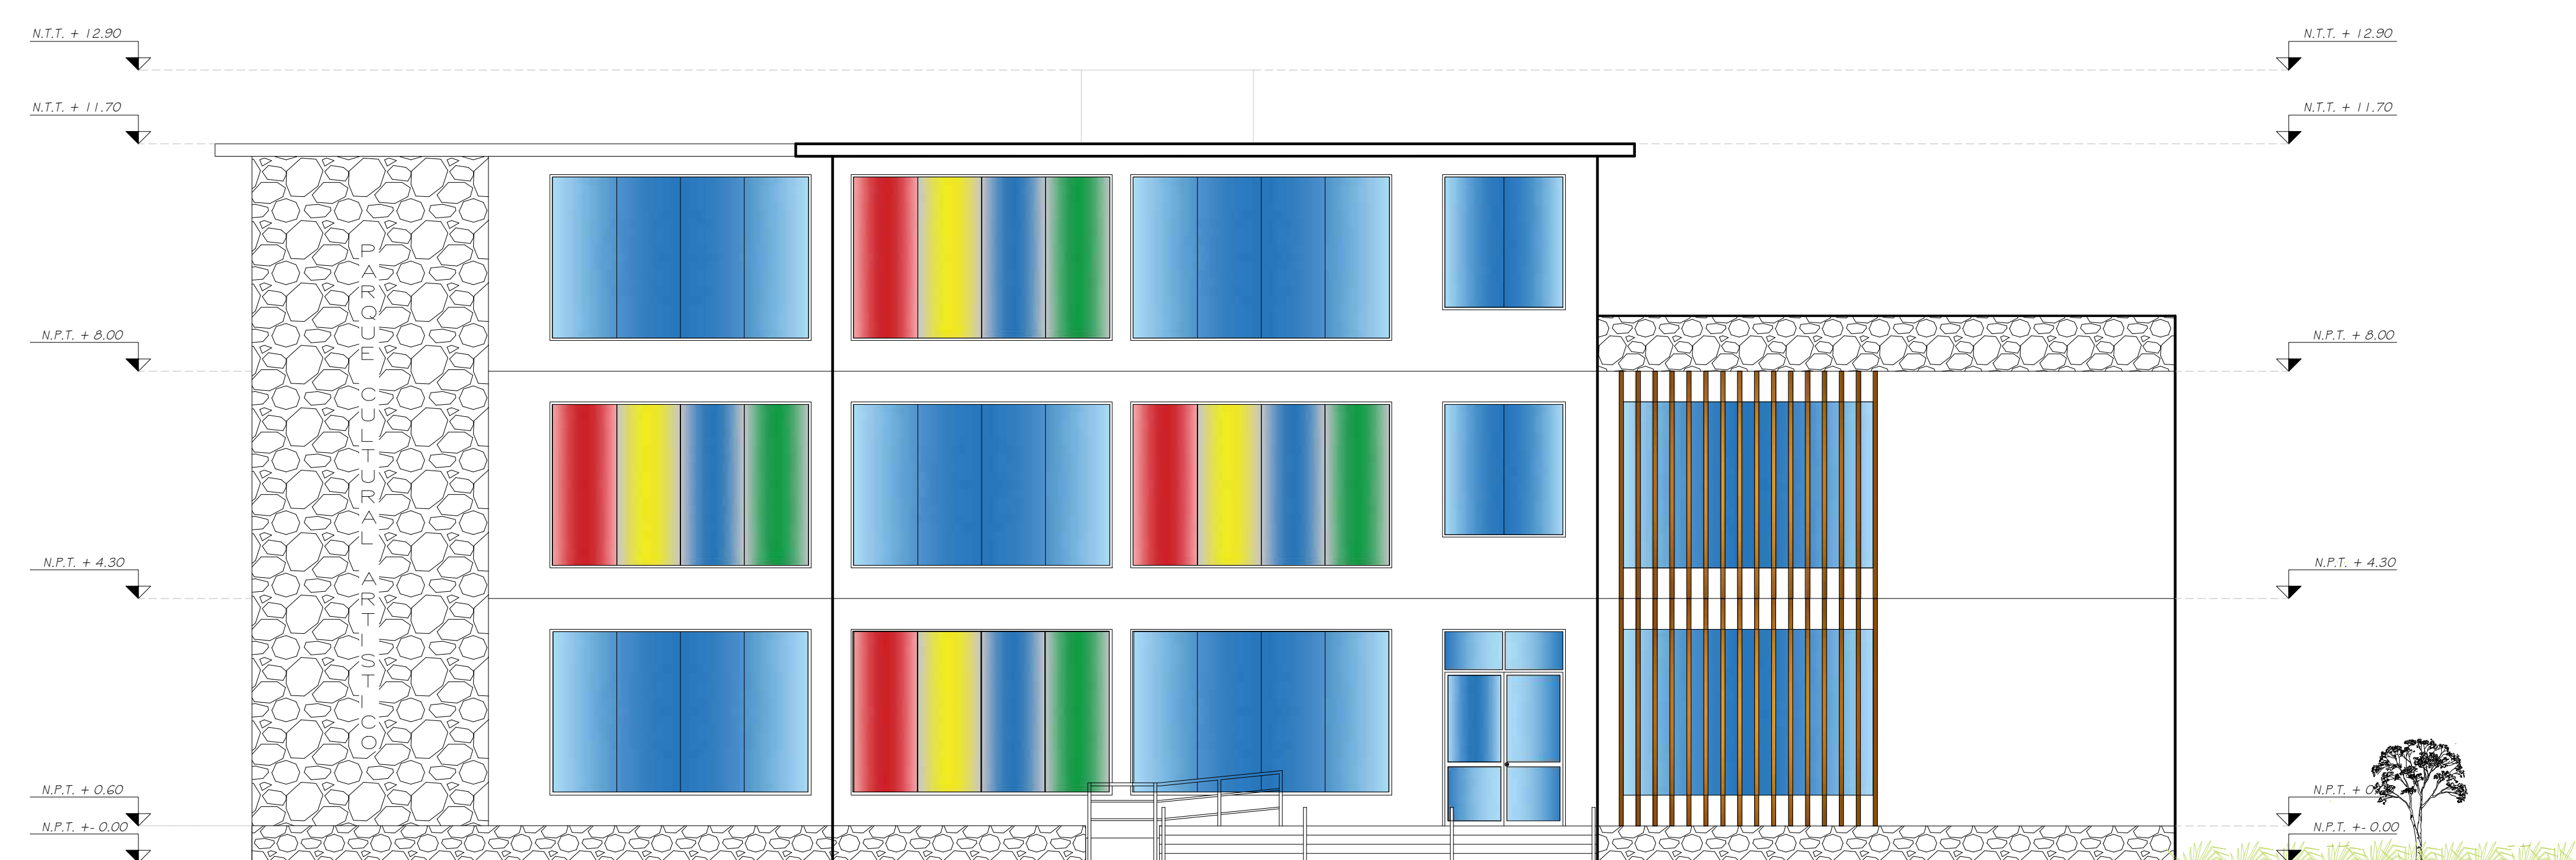 N.T.T. + 12.90
N.T.T. + 12.90
N.T.T. + 11.70
N.T.T. + 11.70
PARQUE CULTURAL ARTISTICO
N.P.T. + 8.00
N.P.T. + 8.00
N.P.T. + 4.30
N.P.T. + 4.30
N.P.T. + 0.60
N.P.T. +
N.P.T. +- 0.00
N.P.T. +- 0.00